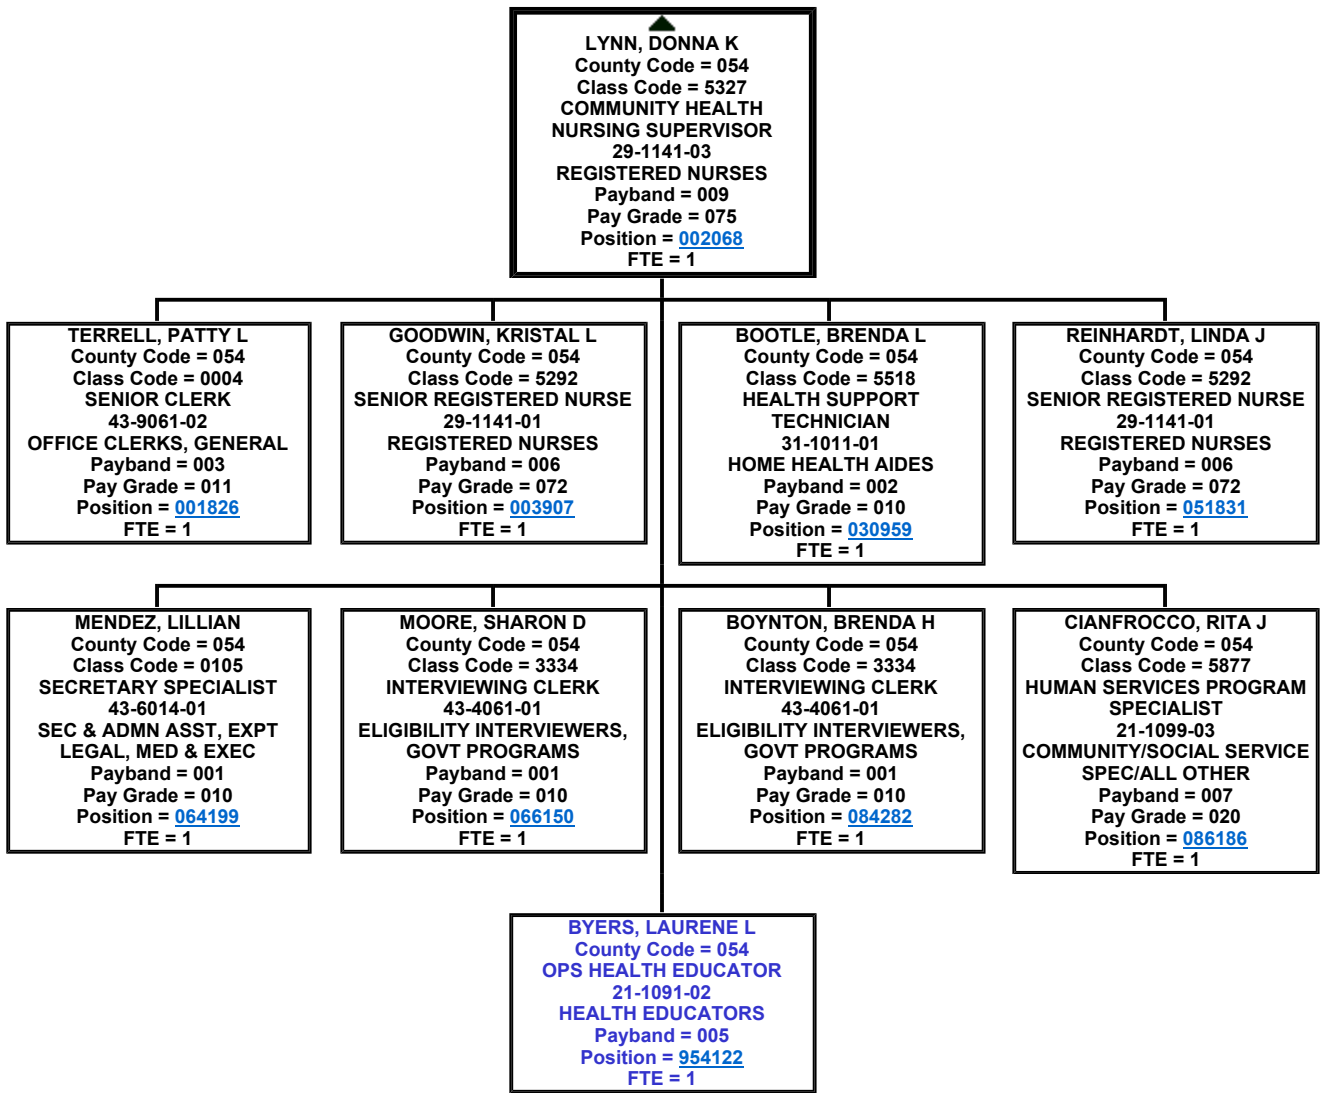 LYNN, DONNA K
County Code = 054
Class Code = 5327
COMMUNITY HEALTH
NURSING SUPERVISOR
29-1141-03
REGISTERED NURSES
Payband = 009
Pay Grade = 075
Position = 002068
FTE = 1
TERRELL, PATTY L
County Code = 054
Class Code = 0004
SENIOR CLERK
43-9061-02
OFFICE CLERKS, GENERAL
Payband = 003
Pay Grade = 011
Position = 001826
FTE = 1
GOODWIN, KRISTAL L
County Code = 054
Class Code = 5292
SENIOR REGISTERED NURSE
29-1141-01
REGISTERED NURSES
Payband = 006
Pay Grade = 072
Position = 003907
FTE = 1
BOOTLE, BRENDA L
County Code = 054
Class Code = 5518
HEALTH SUPPORT
TECHNICIAN
31-1011-01
HOME HEALTH AIDES
Payband = 002
Pay Grade = 010
Position = 030959
FTE = 1
REINHARDT, LINDA J
County Code = 054
Class Code = 5292
SENIOR REGISTERED NURSE
29-1141-01
REGISTERED NURSES
Payband = 006
Pay Grade = 072
Position = 051831
FTE = 1
MENDEZ, LILLIAN
County Code = 054
Class Code = 0105
SECRETARY SPECIALIST
43-6014-01
SEC & ADMN ASST, EXPT
LEGAL, MED & EXEC
Payband = 001
Pay Grade = 010
Position = 064199
FTE = 1
MOORE, SHARON D
County Code = 054
Class Code = 3334
INTERVIEWING CLERK
43-4061-01
ELIGIBILITY INTERVIEWERS,
GOVT PROGRAMS
Payband = 001
Pay Grade = 010
Position = 066150
FTE = 1
BOYNTON, BRENDA H
County Code = 054
Class Code = 3334
INTERVIEWING CLERK
43-4061-01
ELIGIBILITY INTERVIEWERS,
GOVT PROGRAMS
Payband = 001
Pay Grade = 010
Position = 084282
FTE = 1
CIANFROCCO, RITA J
County Code = 054
Class Code = 5877
HUMAN SERVICES PROGRAM
SPECIALIST
21-1099-03
COMMUNITY/SOCIAL SERVICE
SPEC/ALL OTHER
Payband = 007
Pay Grade = 020
Position = 086186
FTE = 1
BYERS, LAURENE L
County Code = 054
OPS HEALTH EDUCATOR
21-1091-02
HEALTH EDUCATORS
Payband = 005
Position = 954122
FTE = 1